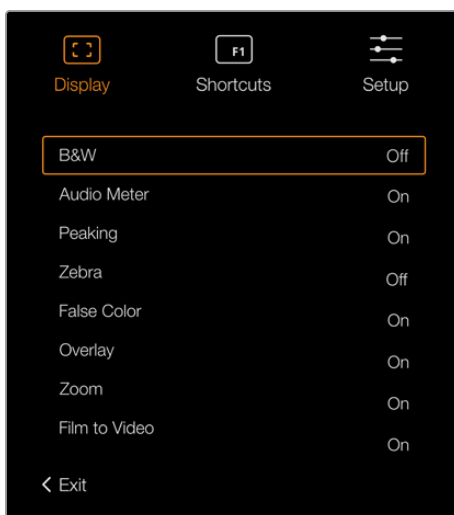 F1
Display Shortcuts Setup
B&W Off
Audio Meter On
Peaking On
Zebra Off
False Color On
Overlay On
Zoom On
Film to Video On
Exit